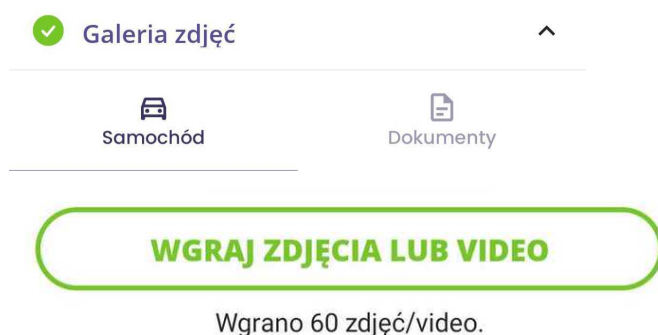 Galeria zdjęć
Samochód
Dokumenty
WGRAJ ZDJĘCIA LUB VIDEO
Wgrano 60 zdjęć/video.